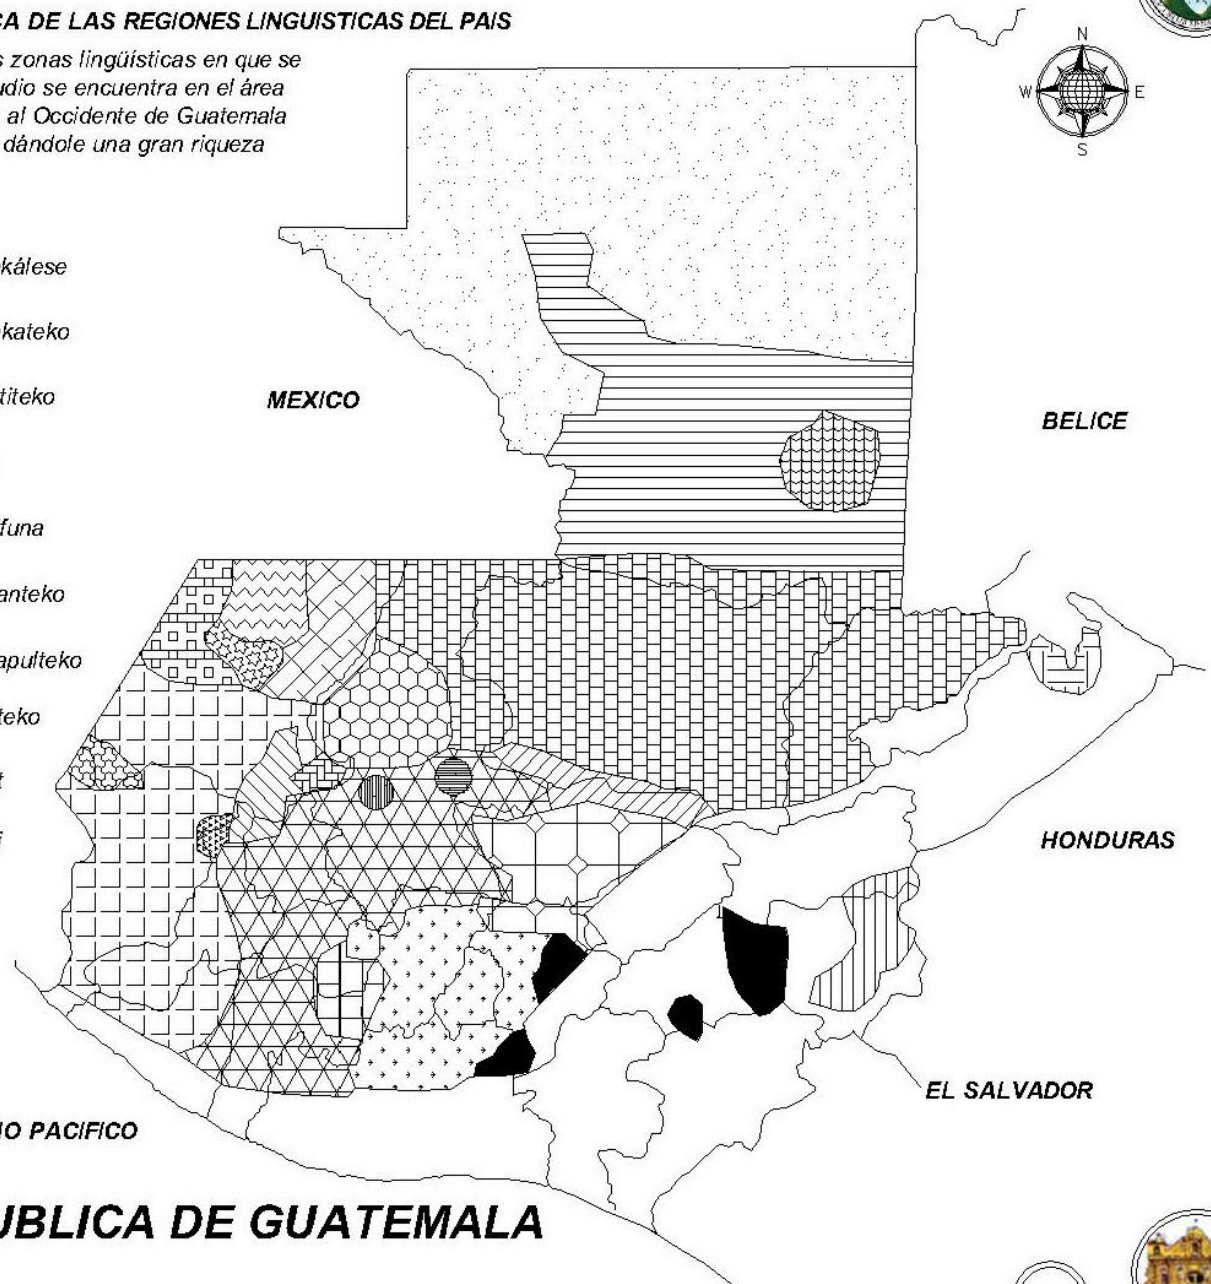 CA DE LAS REGIONES LINGUISTICAS DEL PAIS
s zonas lingüísticas en que se
udio se encuentra en el área
al Occidente de Guatemala
dándole una gran riqueza
N
W E
S
kálese
kateko
MEXICO
titeko
BELICE
funa
anteko
apulteko
teko
t
i
HONDURAS
EL SALVADOR
NO PACIFICO
UBLICA DE GUATEMALA